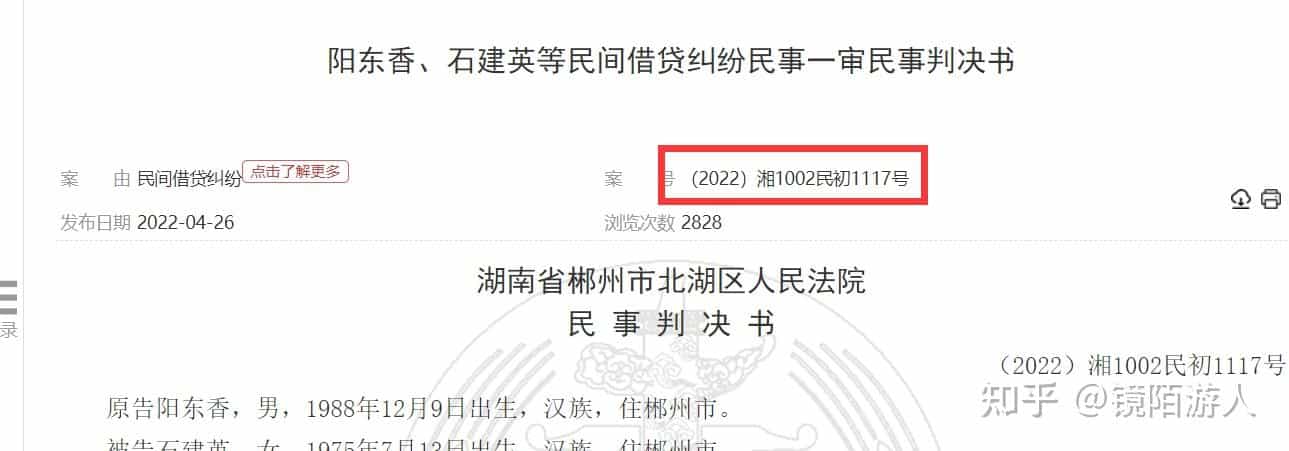 阳东香、石建英等民间借贷纠纷民事一审民事判决书
案 由 民间借贷纠纷 点击了解更多 案 号 （2022）湘1002民初1117号
发布日期 2022-04-26 浏览次数 2828
湖南省郴州市北湖区人民法院
民 事 判 决 书
（2022）湘1002民初1117号
录
原告阳东香，男，1988年12月9日出生，汉族，住郴州市。
知乎 @镜陌游人
被告石建英，女，1975年7月13日出生，汉族，住郴州市